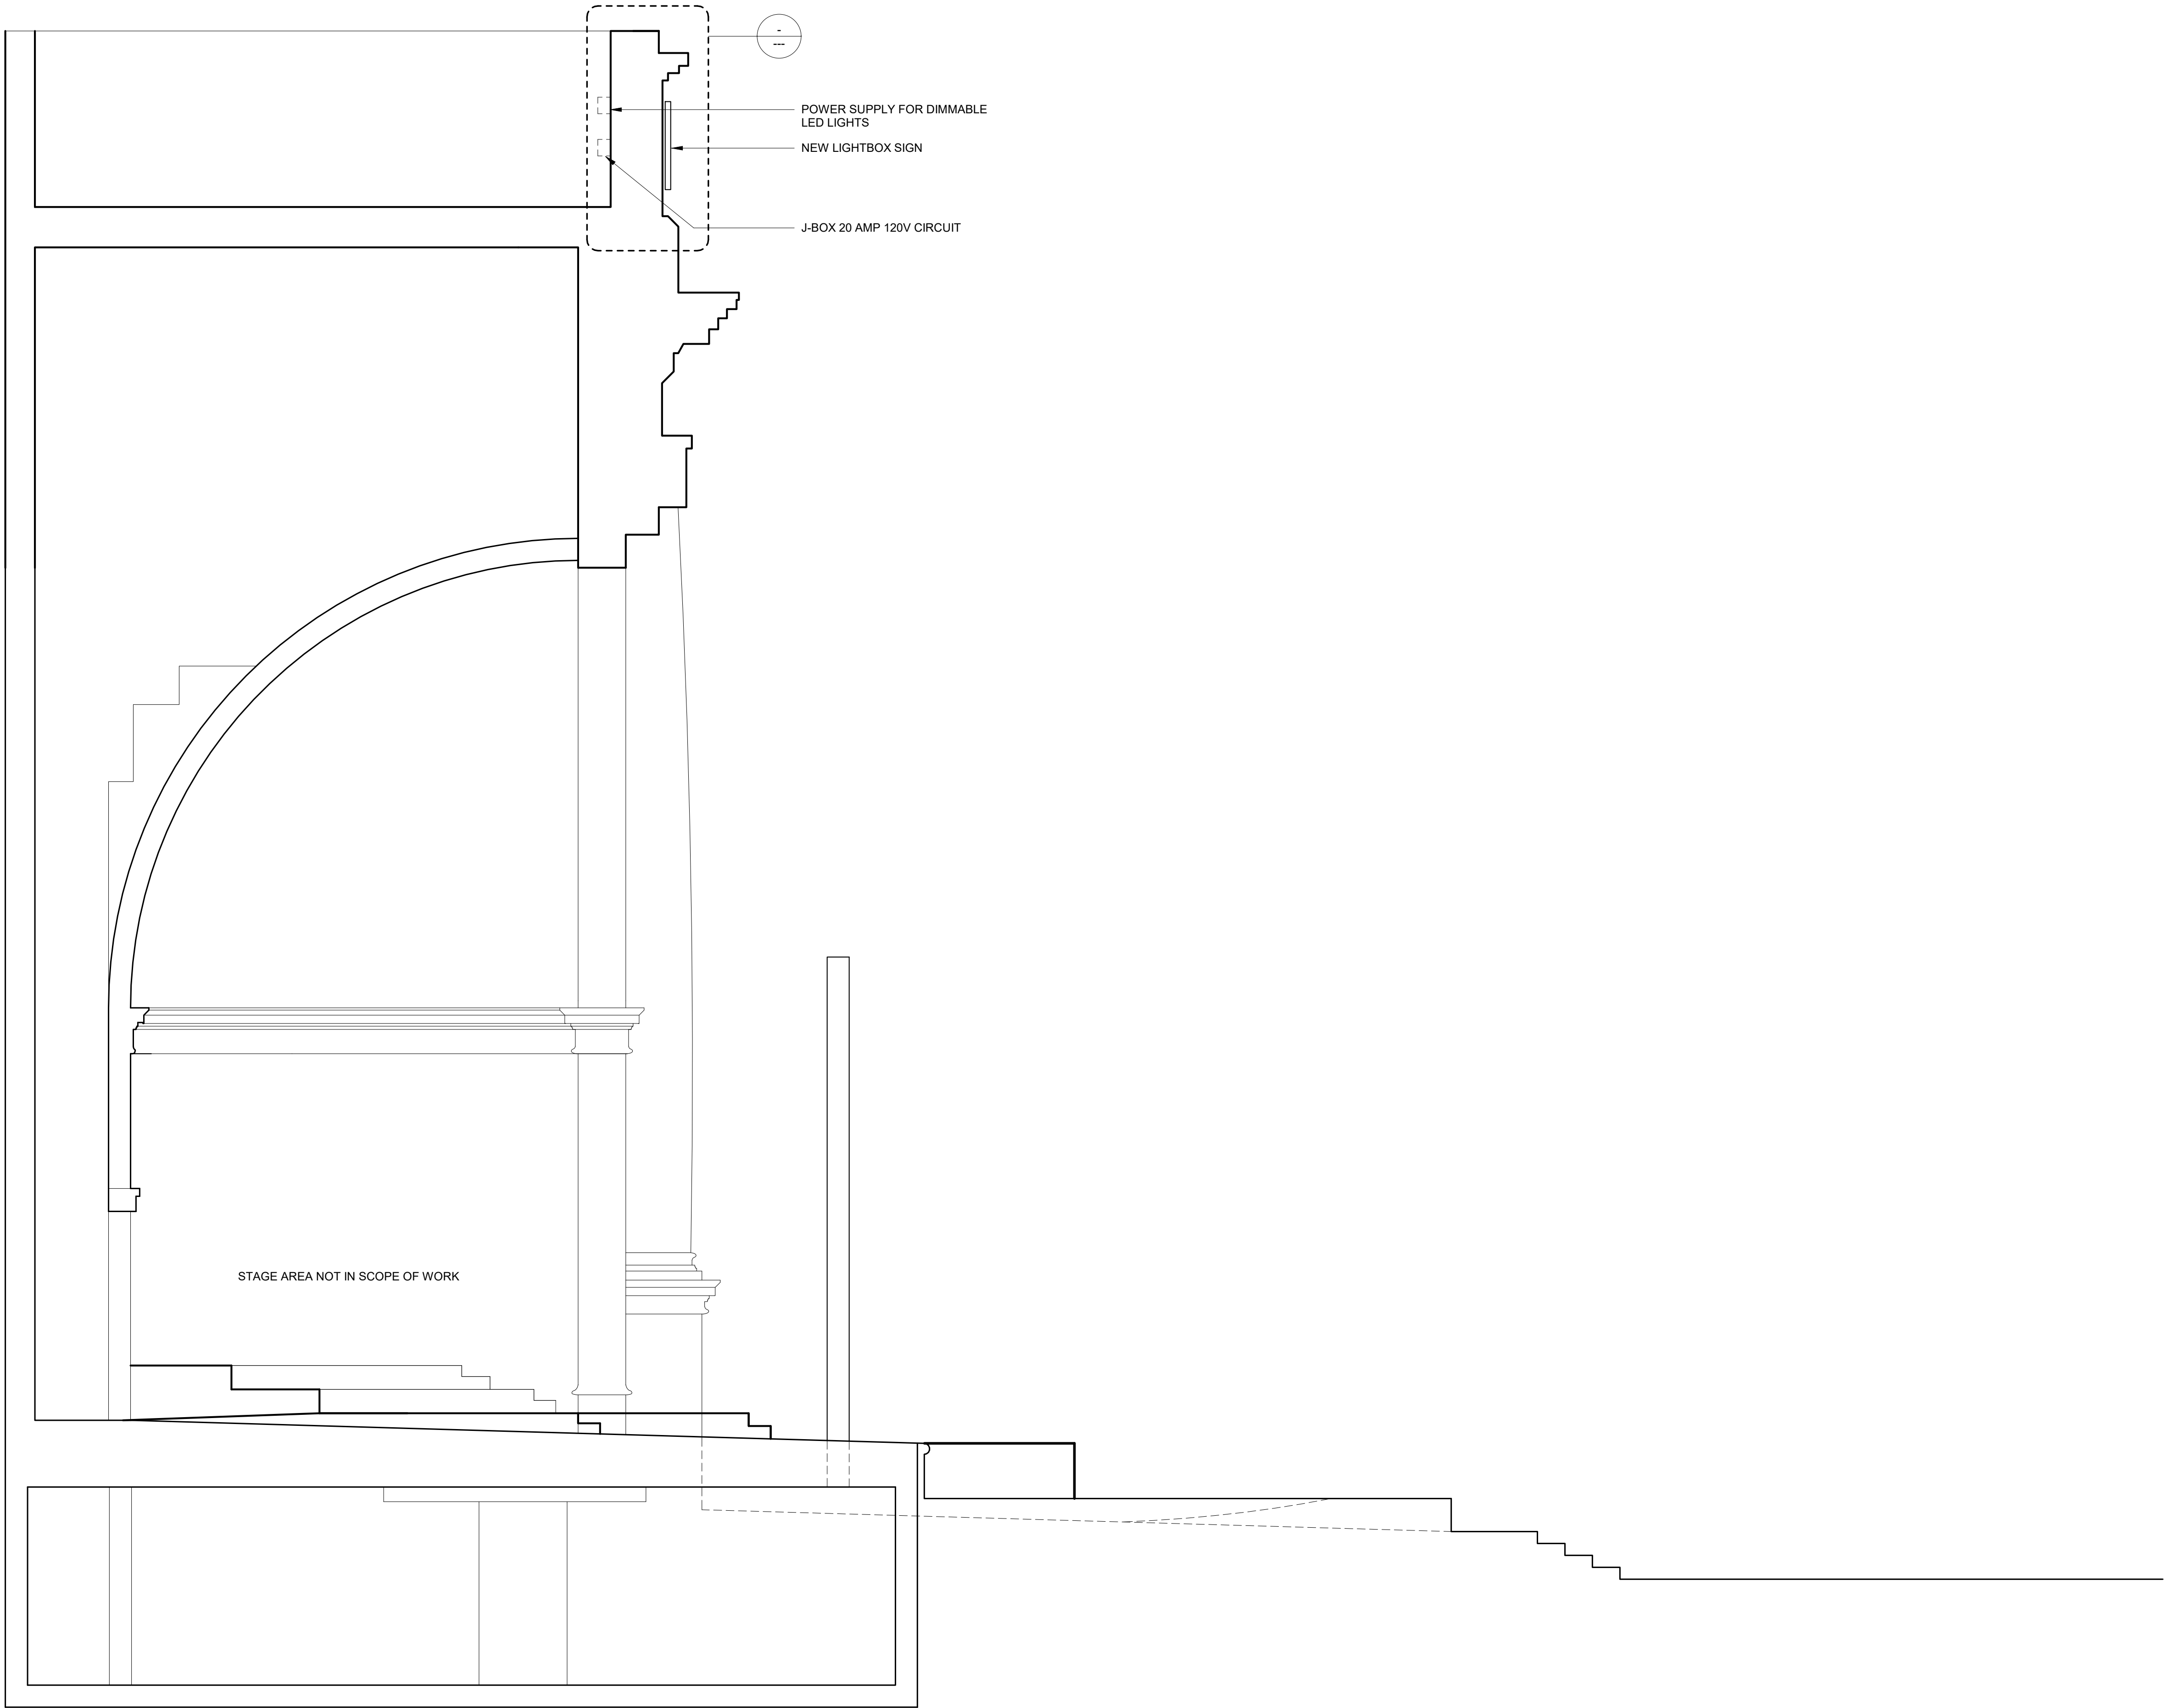 -
---
POWER SUPPLY FOR DIMMABLE
LED LIGHTS
NEW LIGHTBOX SIGN
J-BOX 20 AMP 120V CIRCUIT
STAGE AREA NOT IN SCOPE OF WORK